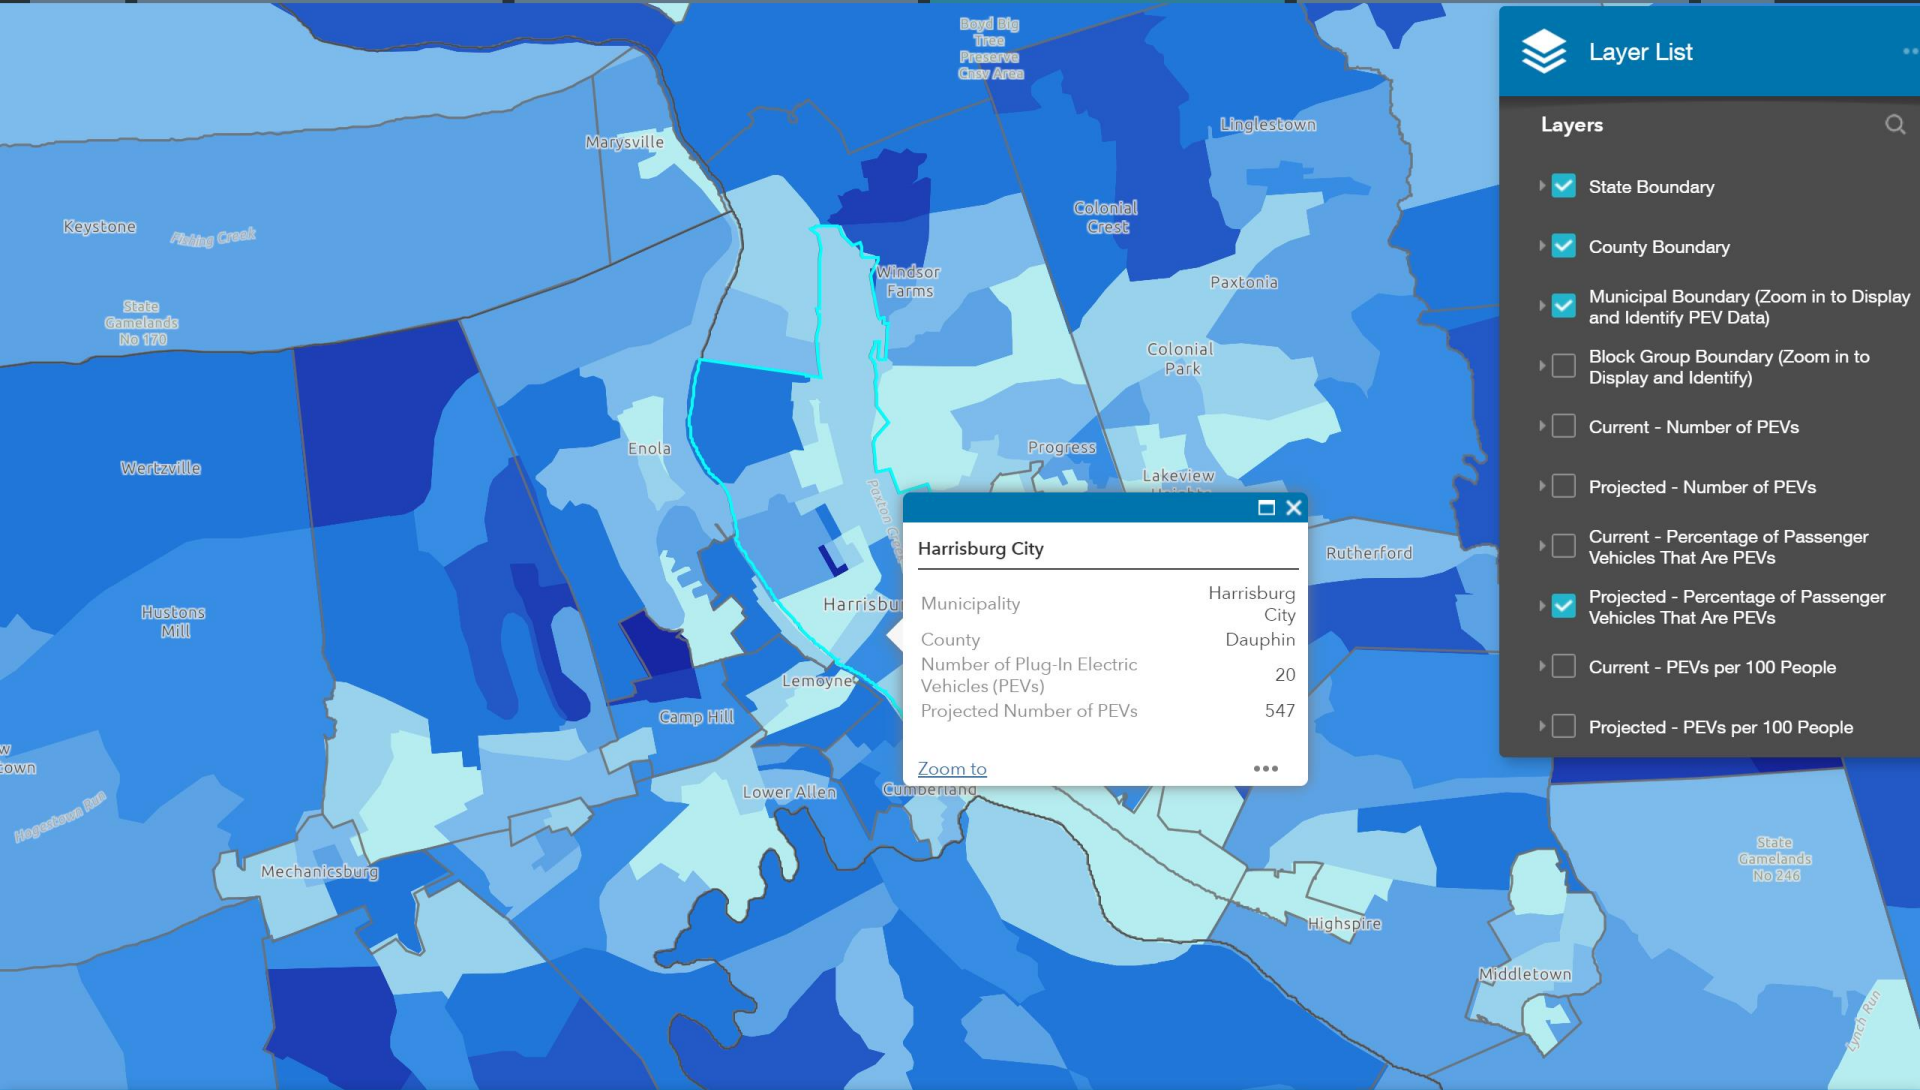 Boyd Big
Tree
Preserve
Cnsv Area
Linglestown
Marysville
Keystone
Fishing Creek
Colonial
Crest
Windsor
Farms
Paxtonia
State
Gamelands
No 170
Colonial
Park
Enola
Progress
Wertzville
Lakeview
Rutherford
Hustons
Mill
Harrisbu
Lemoyne
Camp Hill
own
Hogestown Run
Lower Allen
Cumberland
Mechanicsburg
State
Gamelands
No 246
Highspire
Middletown
Lynch Run
Harrisburg City
Municipality
Harrisburg
City
County
Dauphin
Number of Plug-In Electric
Vehicles (PEVs)
20
Projected Number of PEVs
547
Zoom to
Layer List
Layers
State Boundary
County Boundary
Municipal Boundary (Zoom in to Display
and Identify PEV Data)
Block Group Boundary (Zoom in to
Display and Identify)
Current - Number of PEVs
Projected - Number of PEVs
Current - Percentage of Passenger
Vehicles That Are PEVs
Projected - Percentage of Passenger
Vehicles That Are PEVs
Current - PEVs per 100 People
Projected - PEVs per 100 People